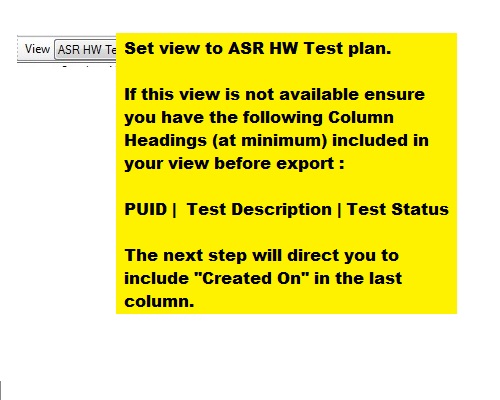 View ASR HW Te
Set view to ASR HW Test plan.
If this view is not available ensure
you have the following Column
Headings (at minimum) included in
your view before export :
PUID | Test Description | Test Status
The next step will direct you to
include "Created On" in the last
column.